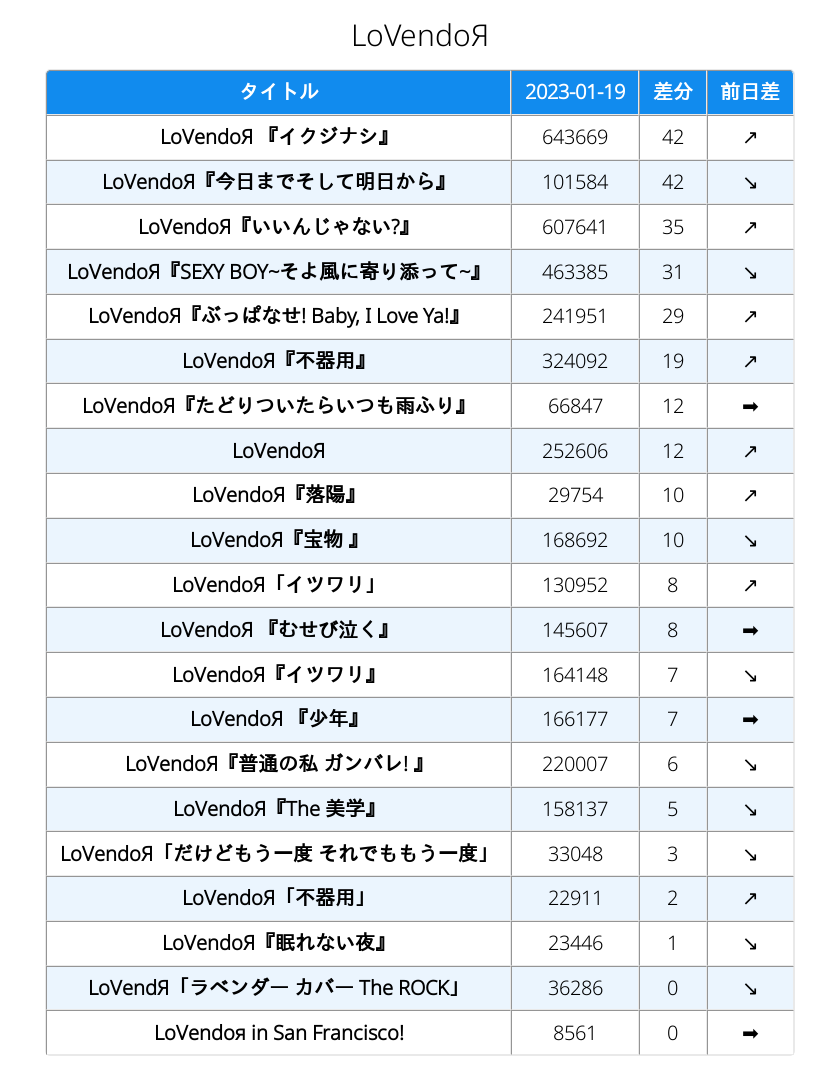 LoVendoЯ
タイトル 2023-01-19 差分 前日差
LoVendoЯ 『イクジナシ』 643669 42 ↗
LoVendoЯ『今日までそして明日から』 101584 42 ↘
LoVendoЯ『いいんじゃない?』 607641 35 ↗
LoVendoЯ『SEXY BOY~そよ風に寄り添って~』 463385 31 ↘
LoVendoЯ『ぶっぱなせ! Baby, I Love Ya!』 241951 29 ↗
LoVendoЯ『不器用』 324092 19 ↗
LoVendoЯ『たどりついたらいつも雨ふり』 66847 12 ➡
LoVendoЯ 252606 12 ↗
LoVendoЯ『落陽』 29754 10 ↗
LoVendoЯ『宝物 』 168692 10 ↘
LoVendoЯ「イツワリ」 130952 8 ↗
LoVendoЯ 『むせび泣く』 145607 8 ➡
LoVendoЯ『イツワリ』 164148 7 ↘
LoVendoЯ 『少年』 166177 7 ➡
LoVendoЯ『普通の私 ガンバレ! 』 220007 6 ↘
LoVendoЯ『The 美学』 158137 5 ↘
LoVendoЯ「だけどもう一度 それでももう一度」 33048 3 ↘
LoVendoЯ「不器用」 22911 2 ↗
LoVendoЯ『眠れない夜』 23446 1 ↘
LoVendЯ「ラベンダー カバー The ROCK」 36286 0 ↘
LoVendoя in San Francisco! 8561 0 ➡